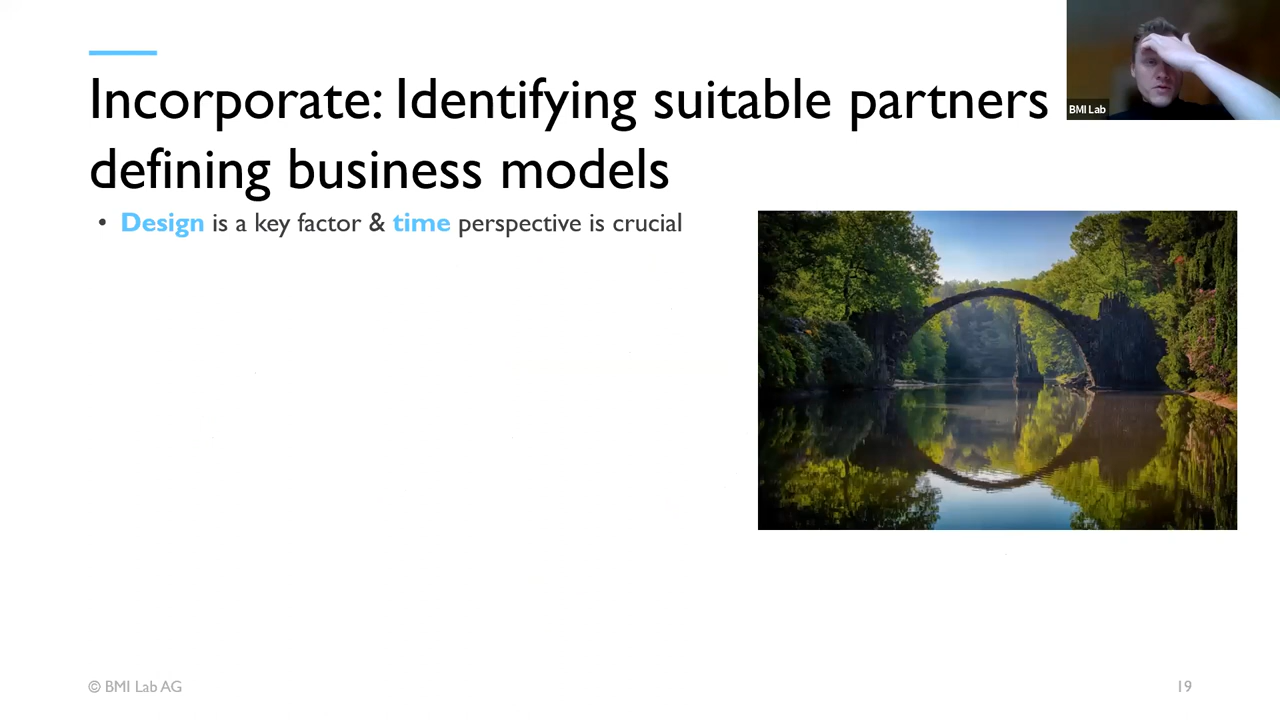 Incorporate: Identifying suitable partners
defining business models
• Design is a key factor & time perspective is crucial
BMI Lab
© BMI Lab AG
19